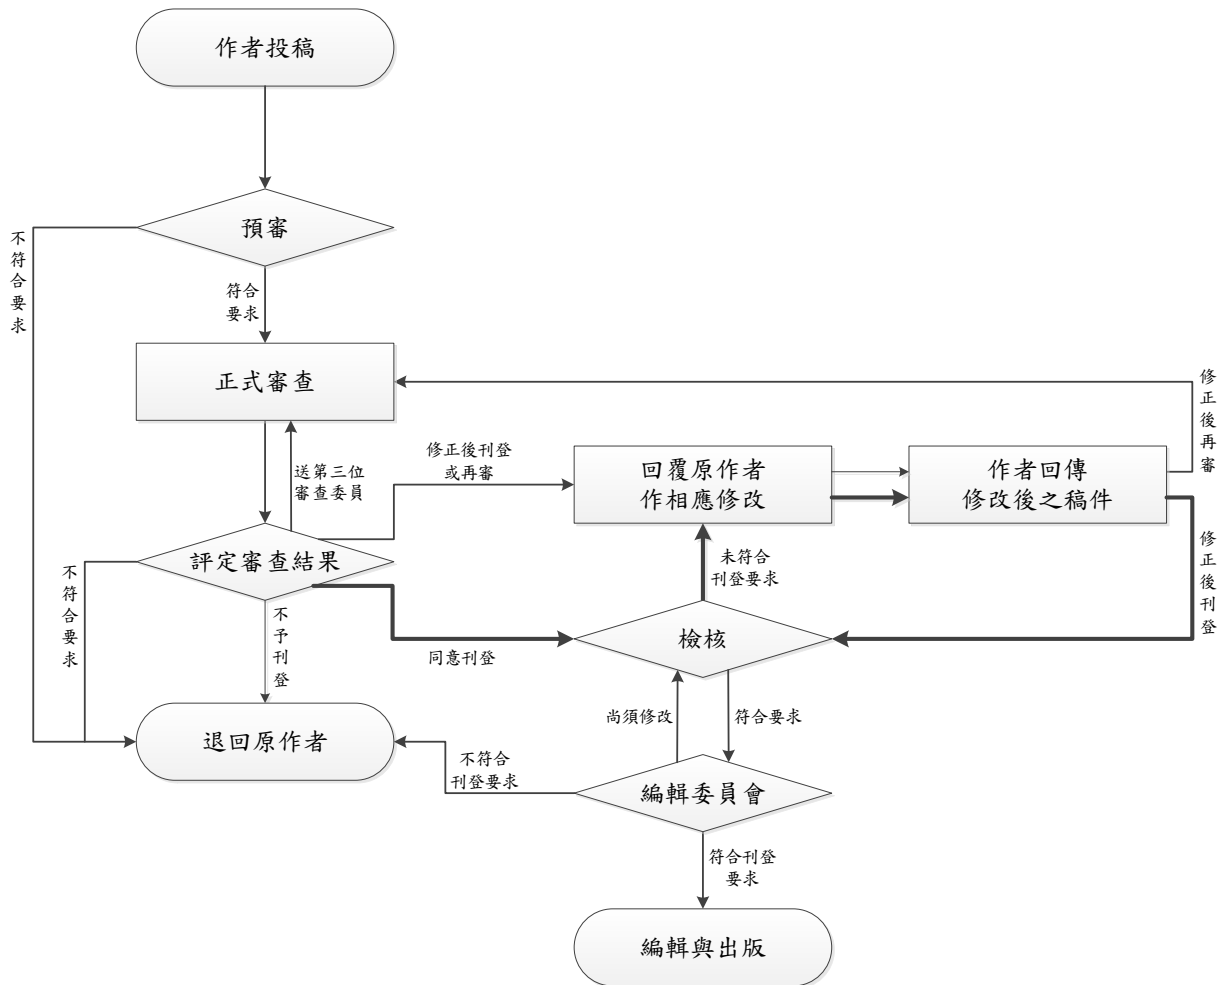 作者投稿
預審
不符合要求
符合
要求
正式審查
修正後再審
送第三位
審查委員
修正後刊登
或再審
回覆原作者
作相應修改
作者回傳
修改後之稿件
評定審查結果
不符合要求
不予刊登
未符合
刊登要求
修正後刊登
同意刊登
檢核
尚須修改
符合要求
退回原作者
不符合
刊登要求
編輯委員會
符合刊登
要求
編輯與出版